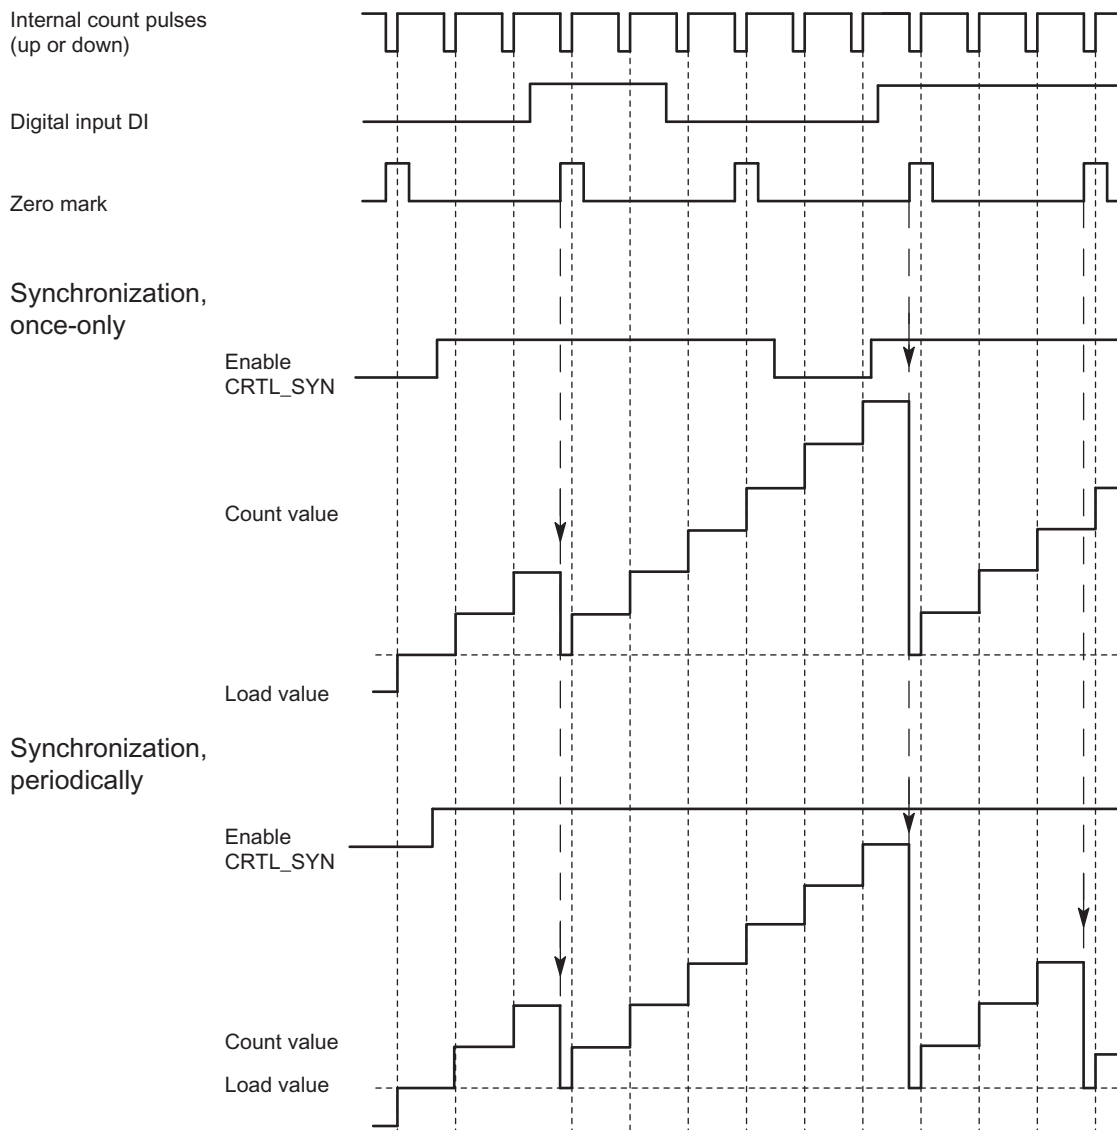 Internal count pulses
(up or down)
Digital input DI
Zero mark
Synchronization,
once-only
Enable
CRTL_SYN
Count value
Load value
Synchronization,
periodically
Enable
CRTL_SYN
Count value
Load value